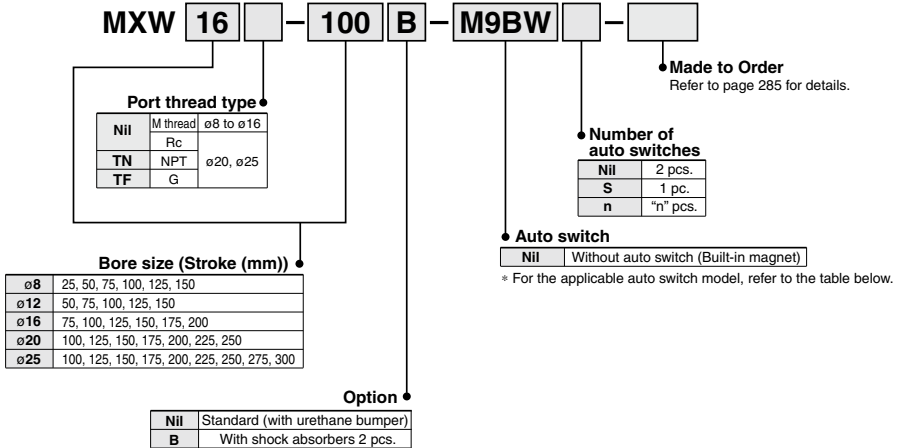 MXW 16 – 100 B – M9BW –
Made to Order
Refer to page 285 for details.
Port thread type
Nil M thread ø8 to ø16
Rc ø20, ø25
TN NPT
TF G
Number of
auto switches
Nil 2 pcs.
S 1 pc.
n “n” pcs.
Auto switch
Nil Without auto switch (Built-in magnet)
* For the applicable auto switch model, refer to the table below.
Bore size (Stroke (mm))
ø8 25, 50, 75, 100, 125, 150
ø12 50, 75, 100, 125, 150
ø16 75, 100, 125, 150, 175, 200
ø20 100, 125, 150, 175, 200, 225, 250
ø25 100, 125, 150, 175, 200, 225, 250, 275, 300
Option
Nil Standard (with urethane bumper)
B With shock absorbers 2 pcs.